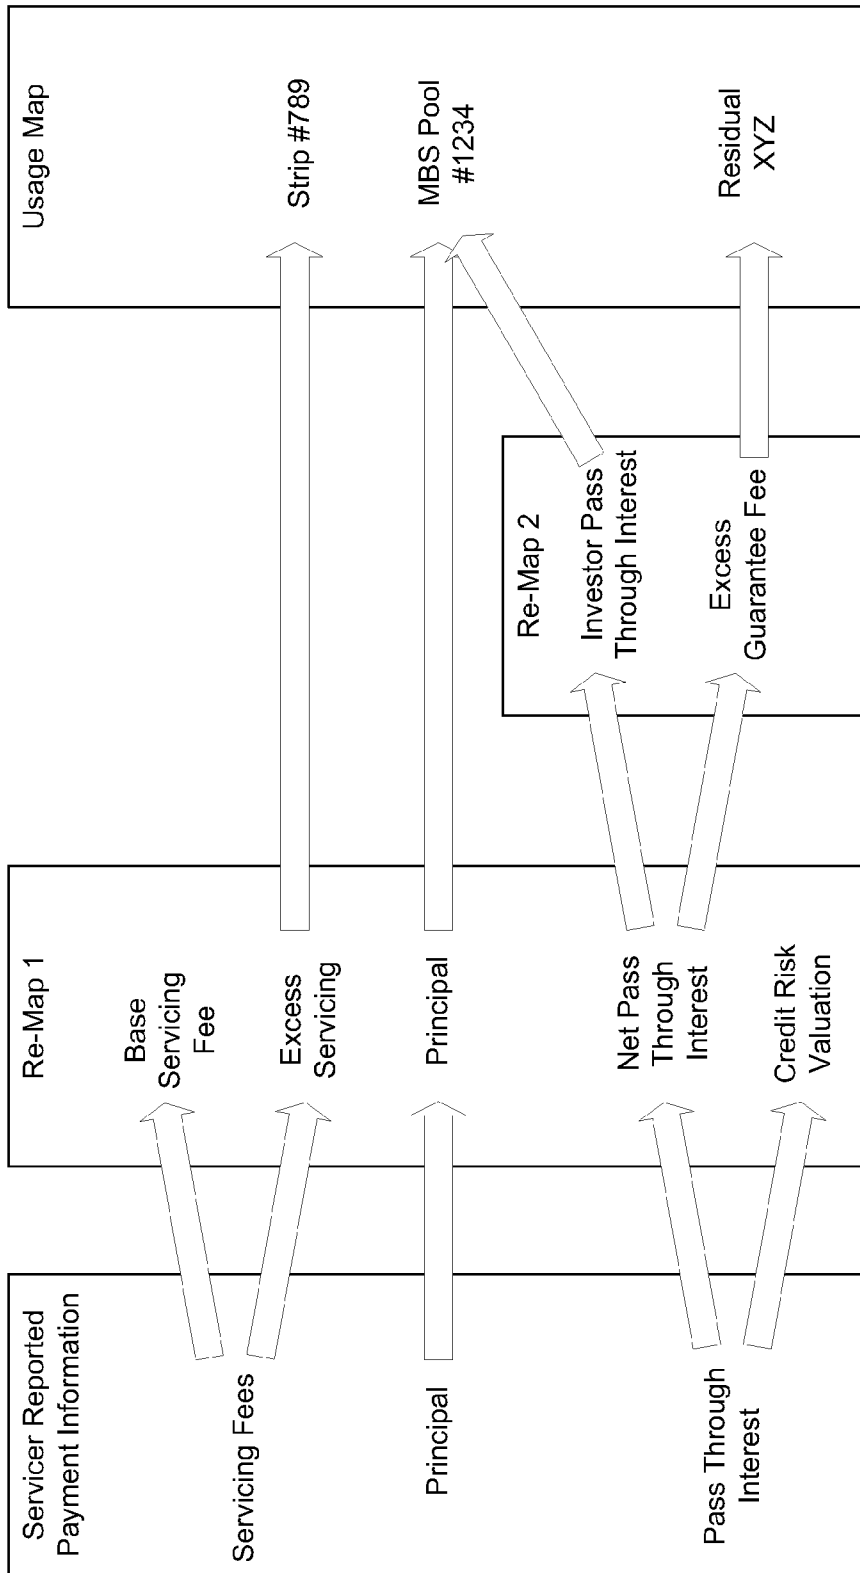 Servicer Reported
Payment Information
Servicing Fees
Principal
Pass Through
Interest
Re-Map 1
Base
Servicing
Fee
Excess
Servicing
Principal
Net Pass
Through
Interest
Credit Risk
Valuation
Re-Map 2
Investor Pass
Through Interest
Excess
Guarantee Fee
Usage Map
Strip #789
MBS Pool
#1234
Residual
XYZ